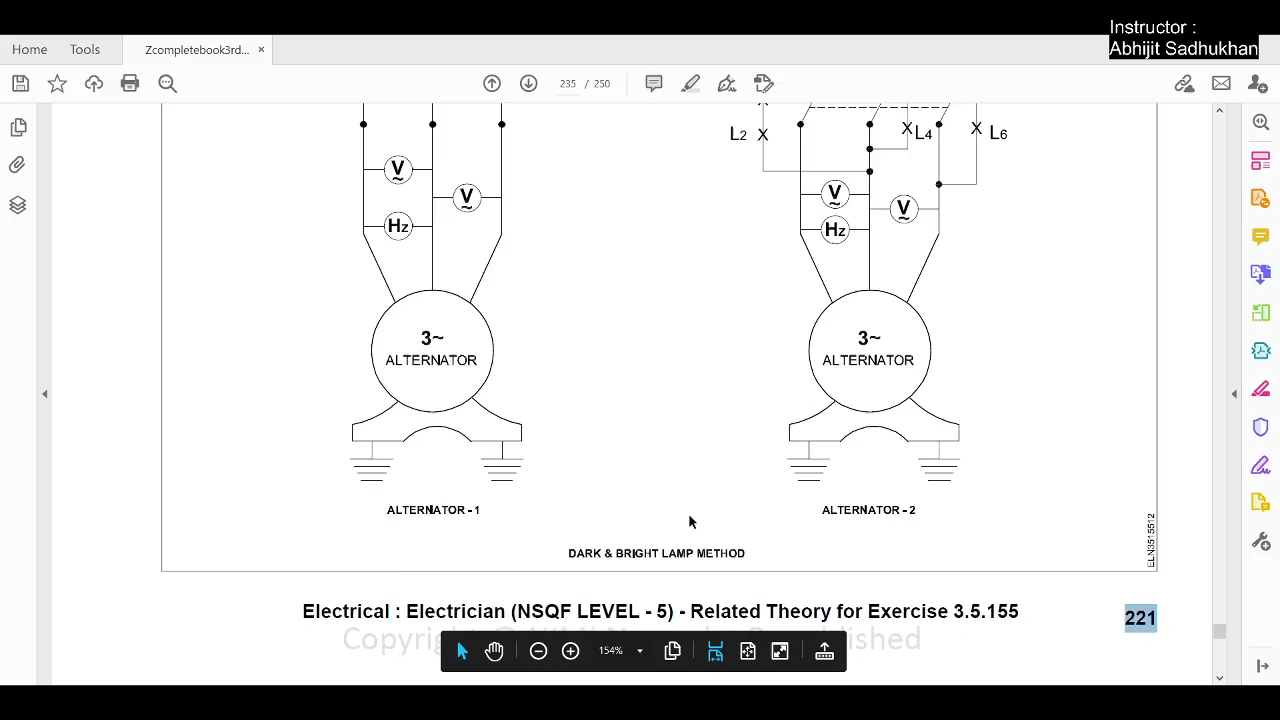 Instructor :
Abhijit Sadhukhan
Home Tools Zcompletebook3rd... ×
235 / 250
L2 X X L4 X L6
V V
V V
Hz Hz
3~ 3~
ALTERNATOR ALTERNATOR
ALTERNATOR - 1 ALTERNATOR - 2
DARK & BRIGHT LAMP METHOD
ELN3515512
Electrical : Electrician (NSQF LEVEL - 5) - Related Theory for Exercise 3.5.155 221
154%